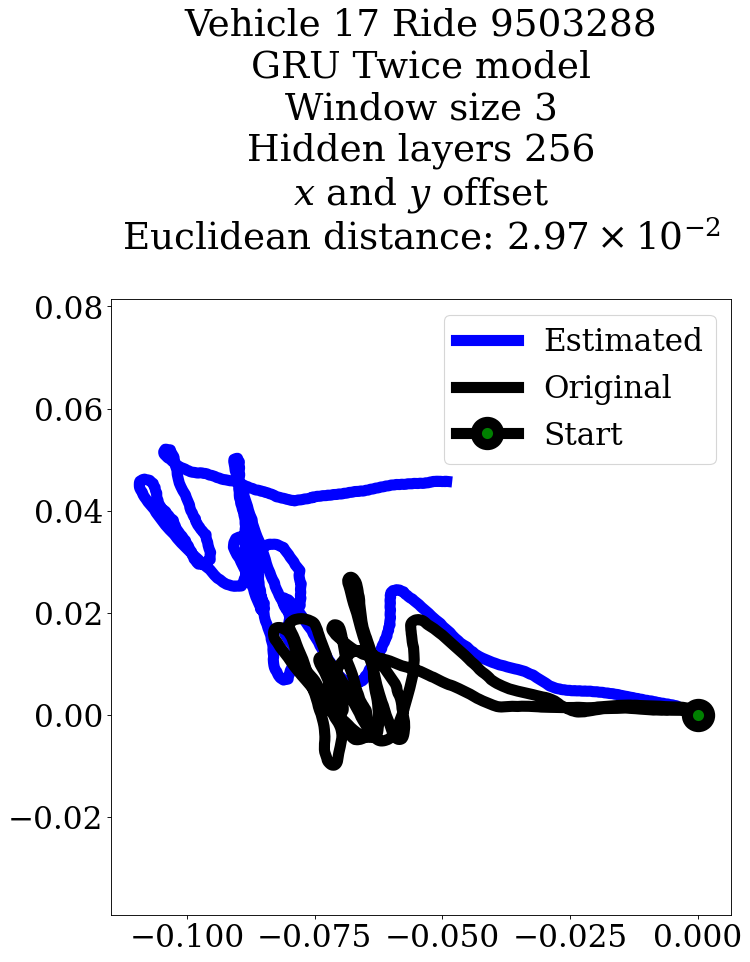 Vehicle 17 Ride 9503288
GRU Twice model
Window size 3
Hidden layers 256
x and y offset
Euclidean distance: 2.97 × 10⁻²
Estimated
Original
Start
0.08
0.06
0.04
0.02
0.00
−0.02
−0.100 −0.075 −0.050 −0.025 0.000